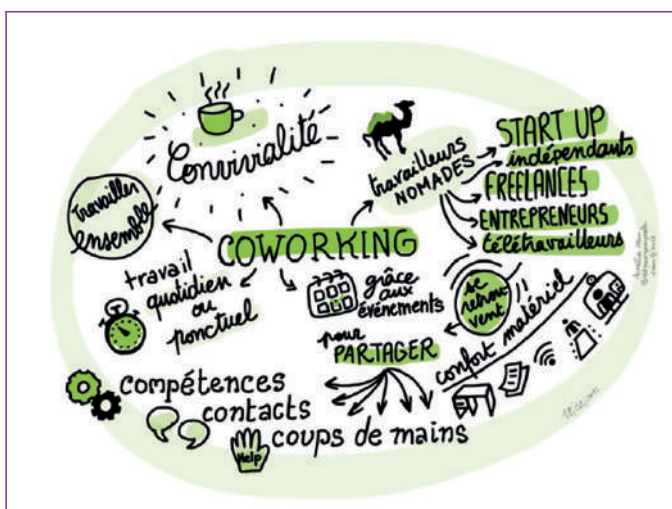 Convivialité
travailleurs
NOMADES
START UP
indépendants
FREELANCES
ENTREPRENEURS
télétravailleurs
Travailler
ensemble
COWORKING
travail
quotidien
ou
ponctuel
grâce
aux
événements
se
retrouvent
pour
PARTAGER
confort matériel
compétences
contacts
coups de mains
Help